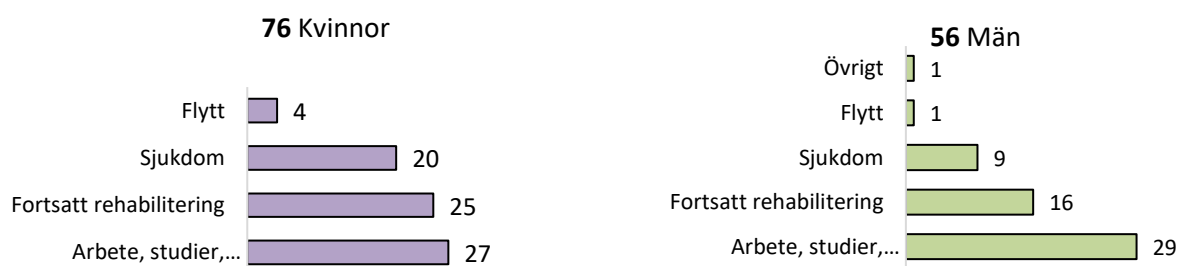 76 Kvinnor
Flytt 4
Sjukdom 20
Fortsatt rehabilitering 25
Arbete, studier,... 27
56 Män
Övrigt 1
Flytt 1
Sjukdom 9
Fortsatt rehabilitering 16
Arbete, studier,... 29